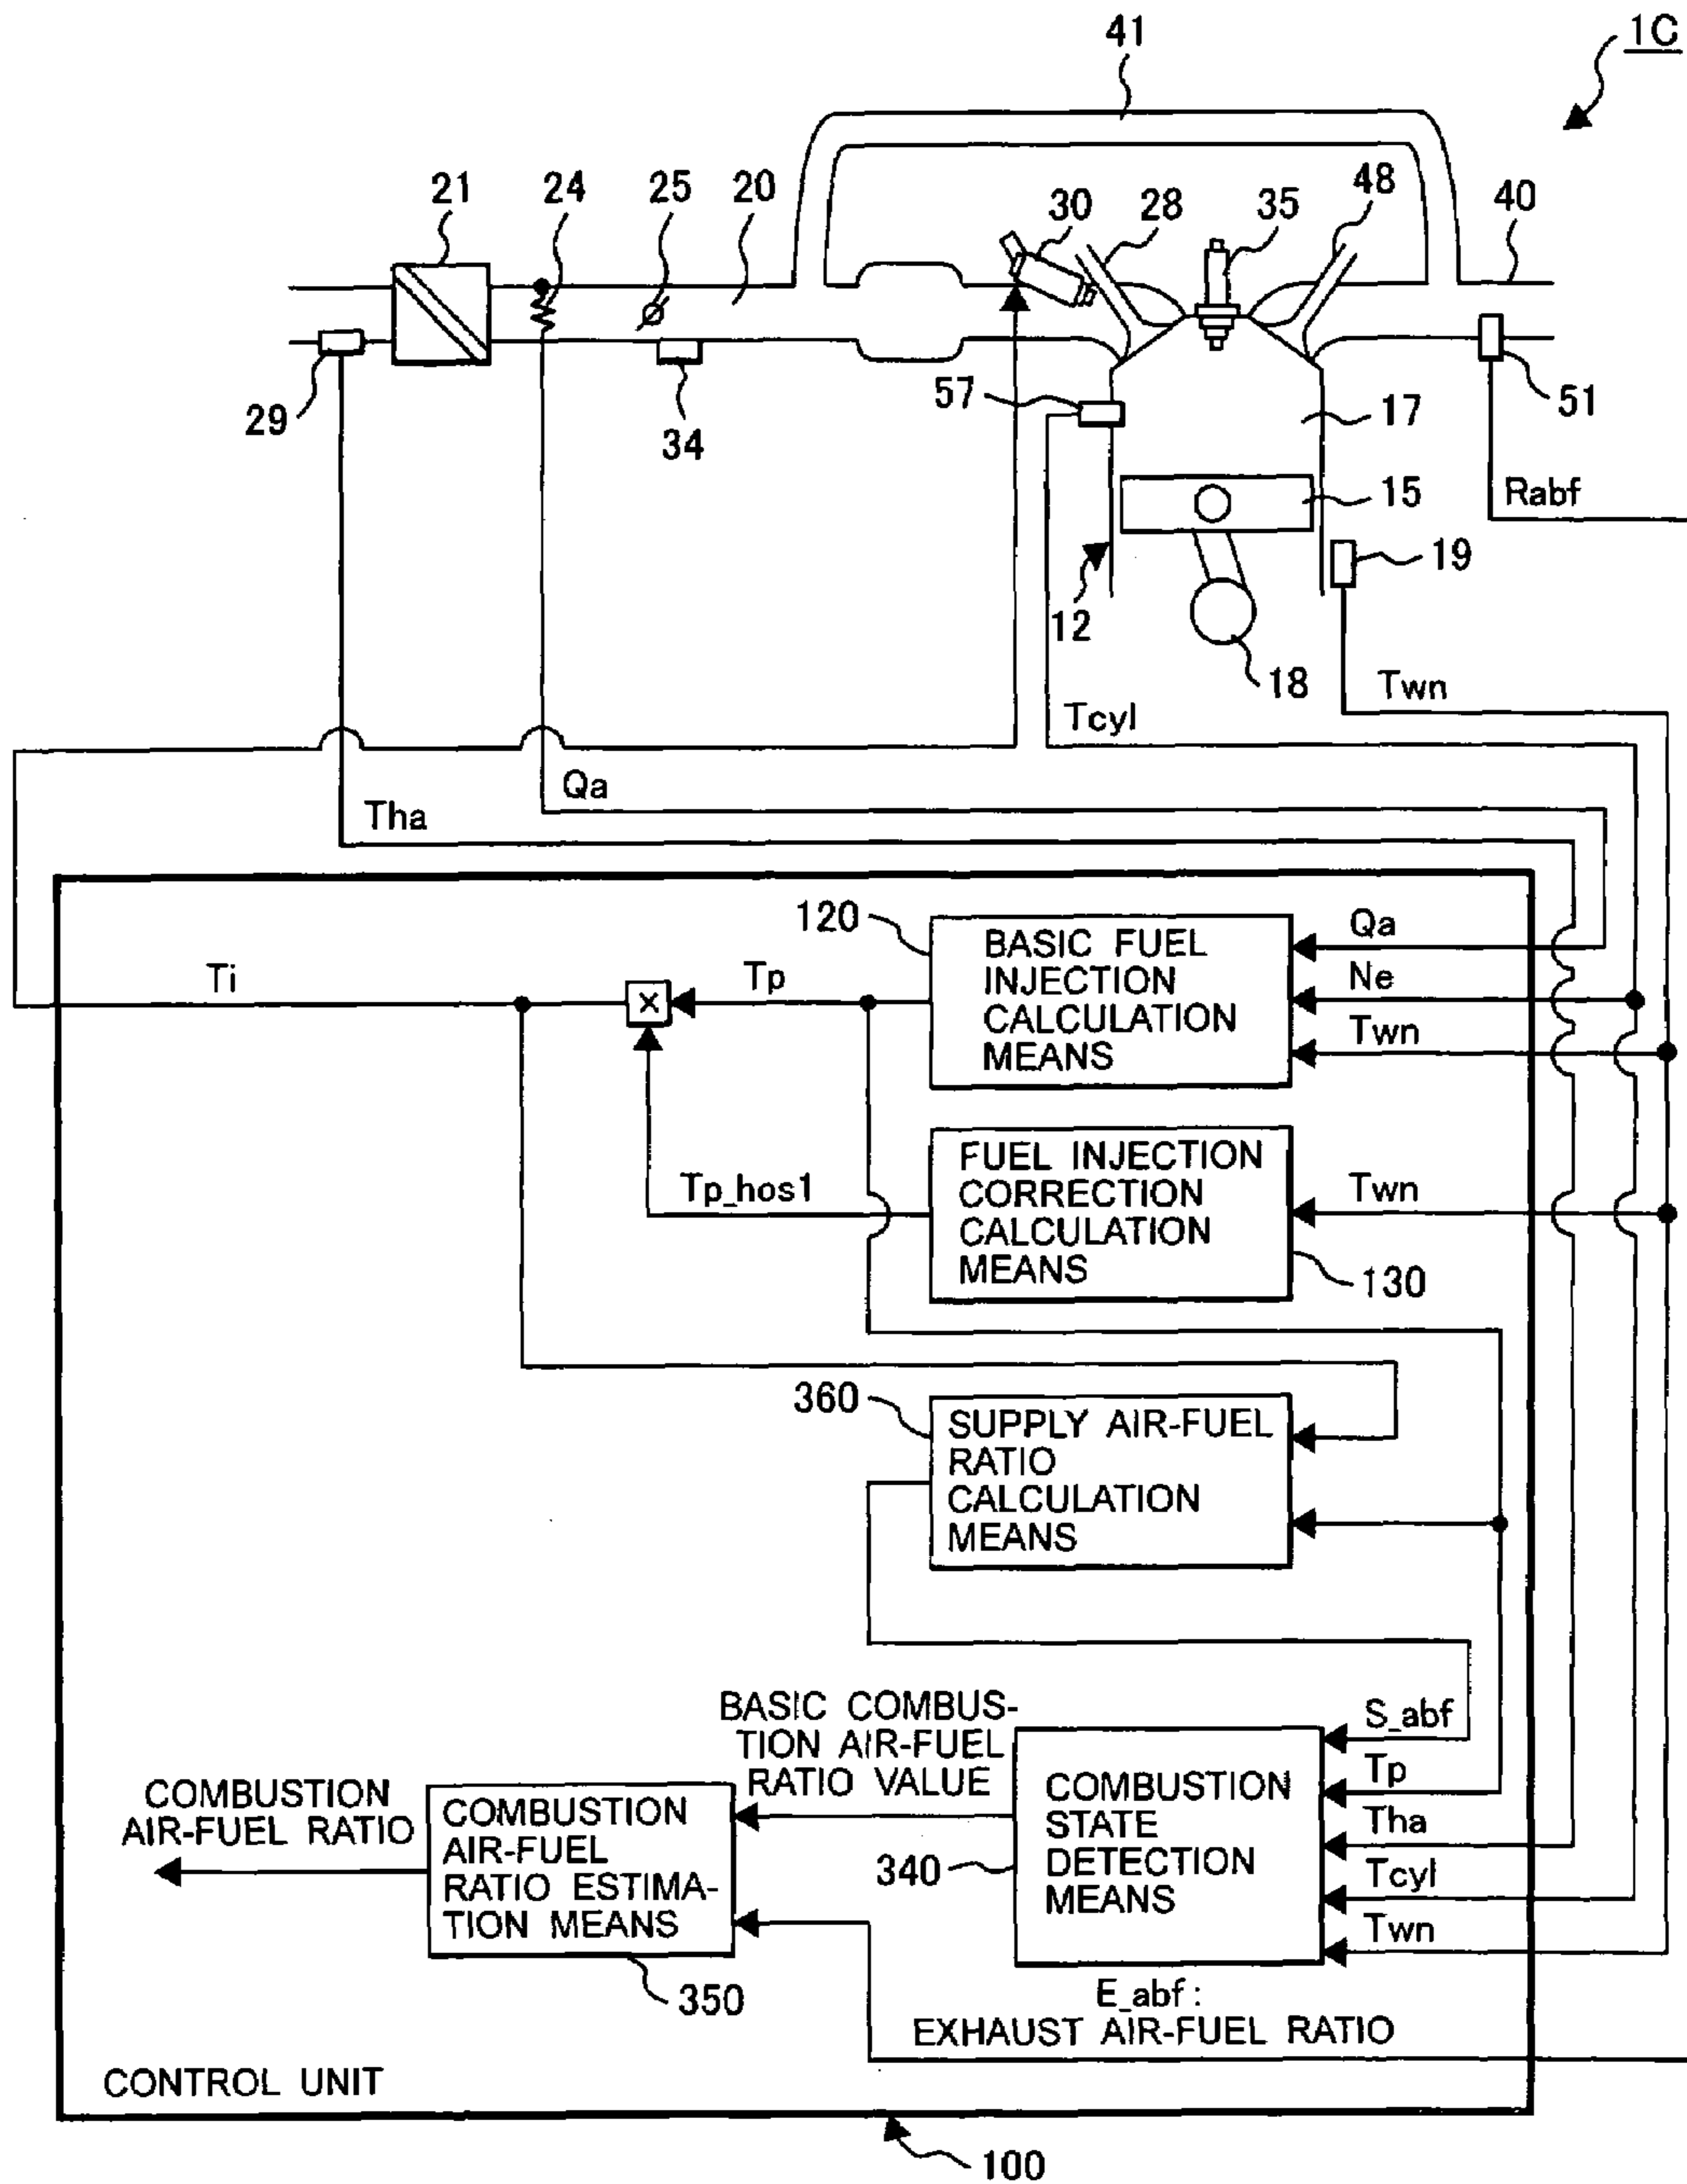 1C
41
21
24
25
20
30
28
35
48
40
29
34
57
17
51
15
Rabf
19
12
18
Twn
Tcyl
Qa
Tha
120
BASIC FUEL
INJECTION
CALCULATION
MEANS
Qa
Ne
Twn
Ti
Tp
x
Tp_hos1
FUEL INJECTION
CORRECTION
CALCULATION
MEANS
Twn
130
360
SUPPLY AIR-FUEL
RATIO
CALCULATION
MEANS
BASIC COMBUS-
TION AIR-FUEL
RATIO VALUE
S_abf
Tp
Tha
Tcyl
Twn
COMBUSTION
STATE
DETECTION
MEANS
340
COMBUSTION
AIR-FUEL RATIO
COMBUSTION
AIR-FUEL
RATIO ESTIMA-
TION MEANS
350
E_abf:
EXHAUST AIR-FUEL RATIO
CONTROL UNIT
100